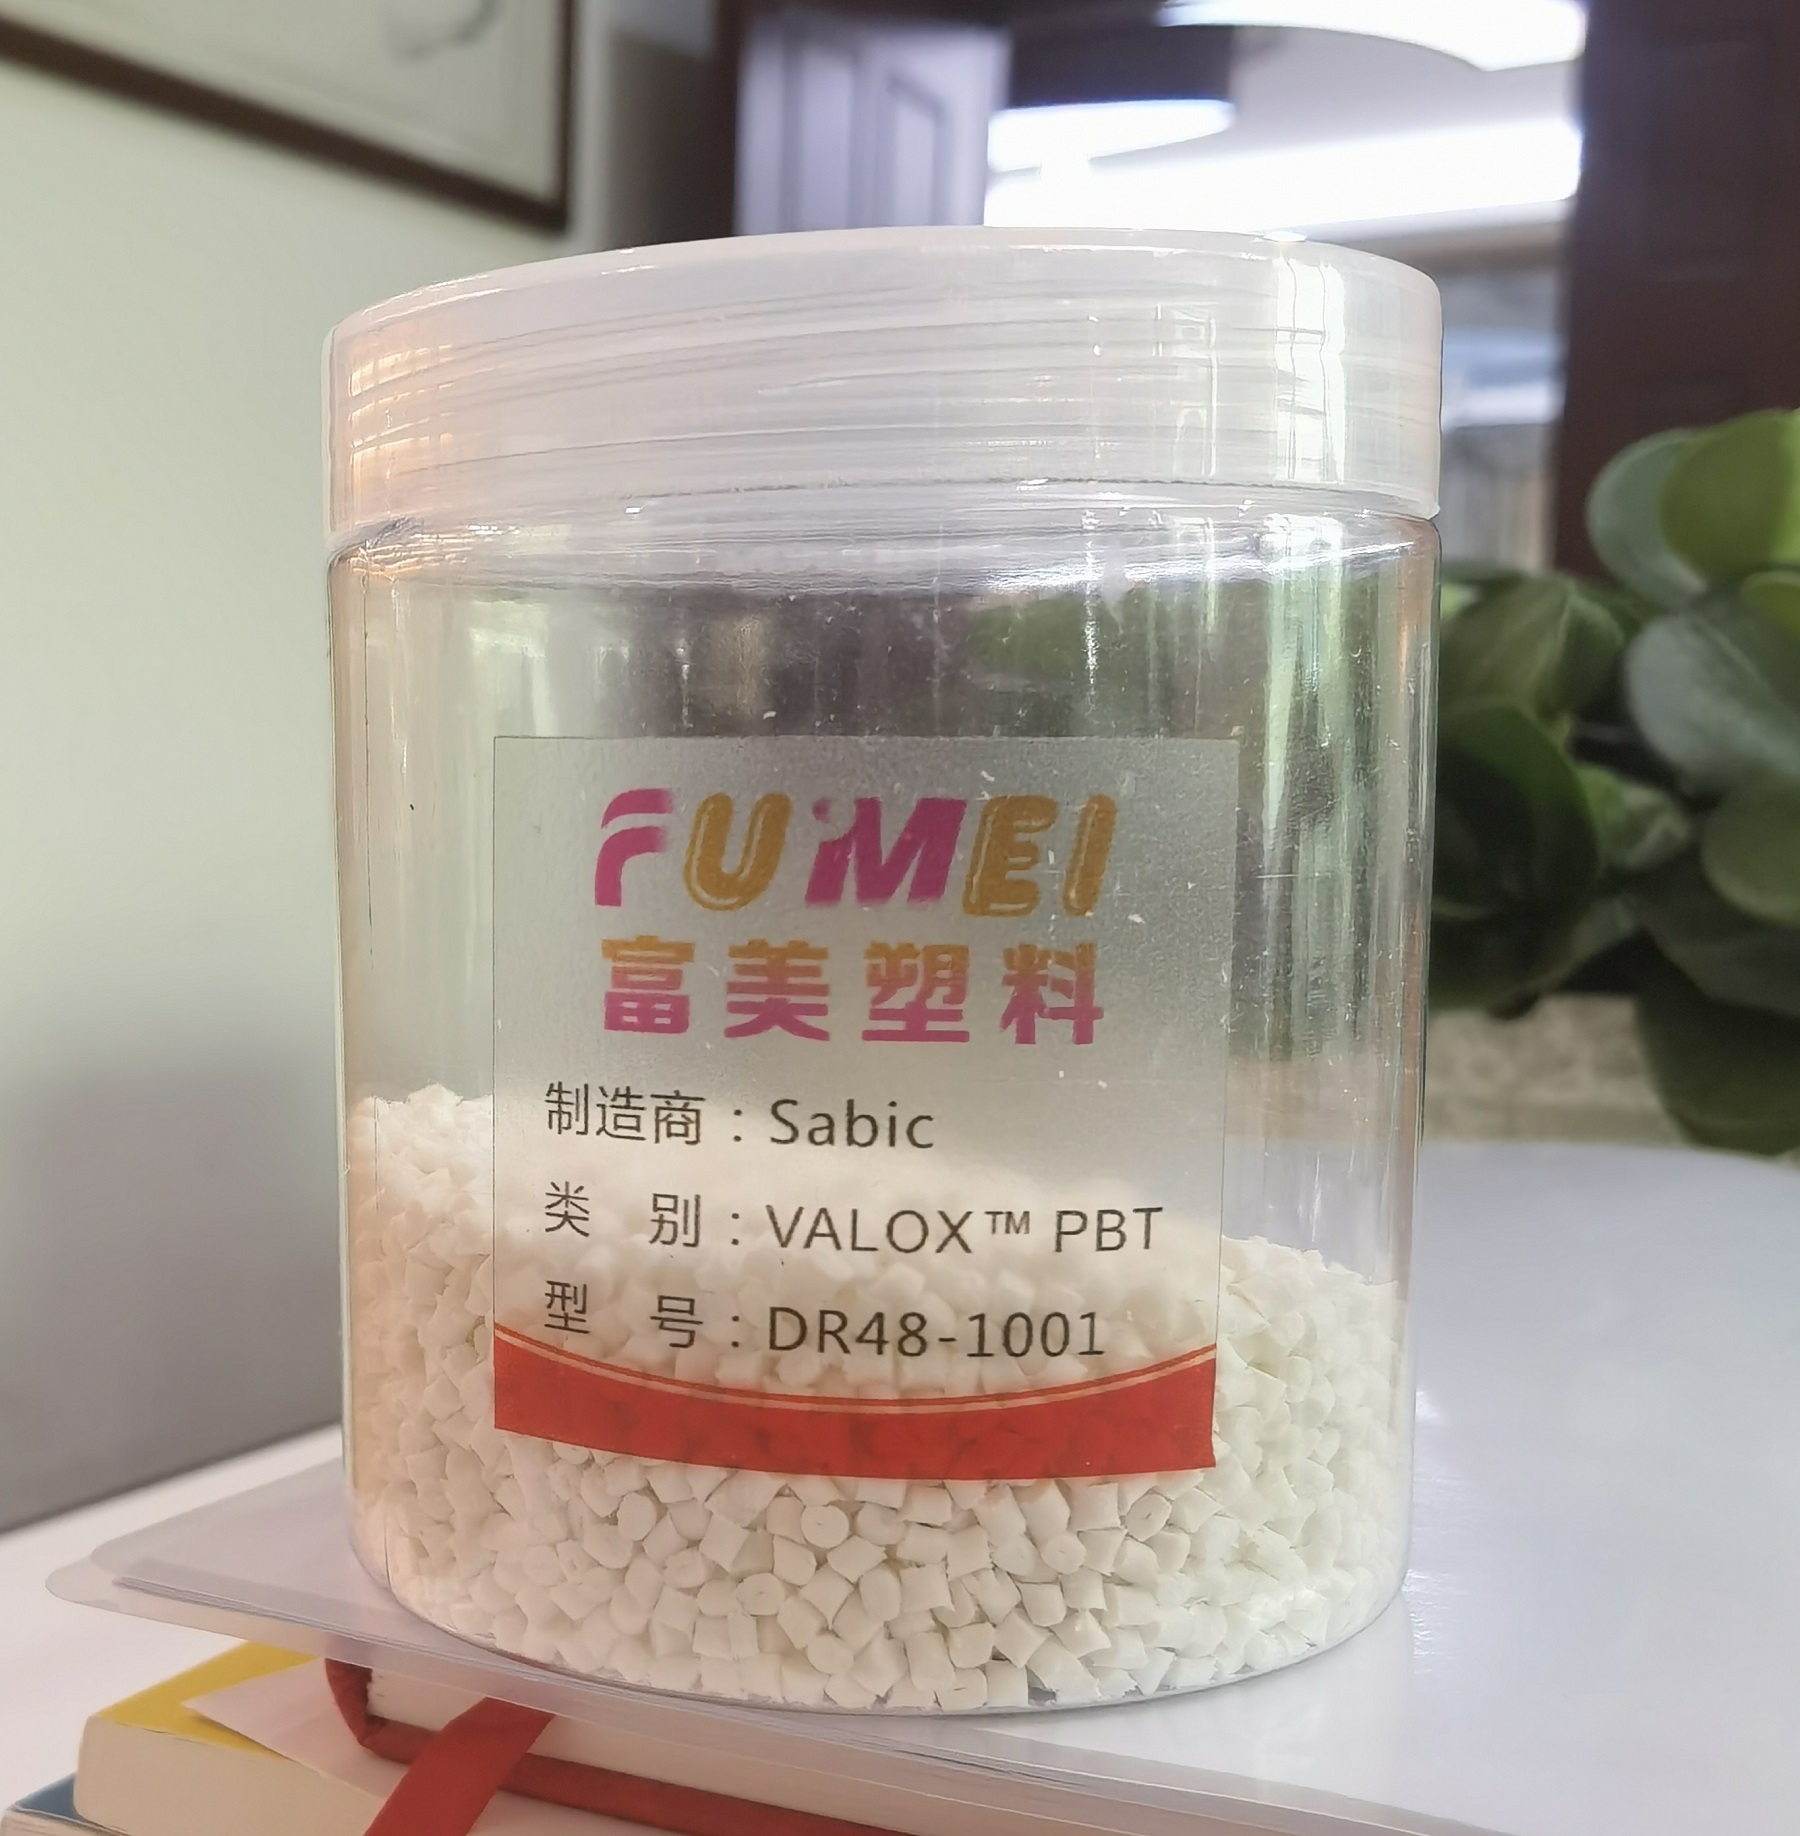 FUMEI
富美塑料
制造商：Sabic
类 别：VALOX™ PBT
型 号：DR48-1001